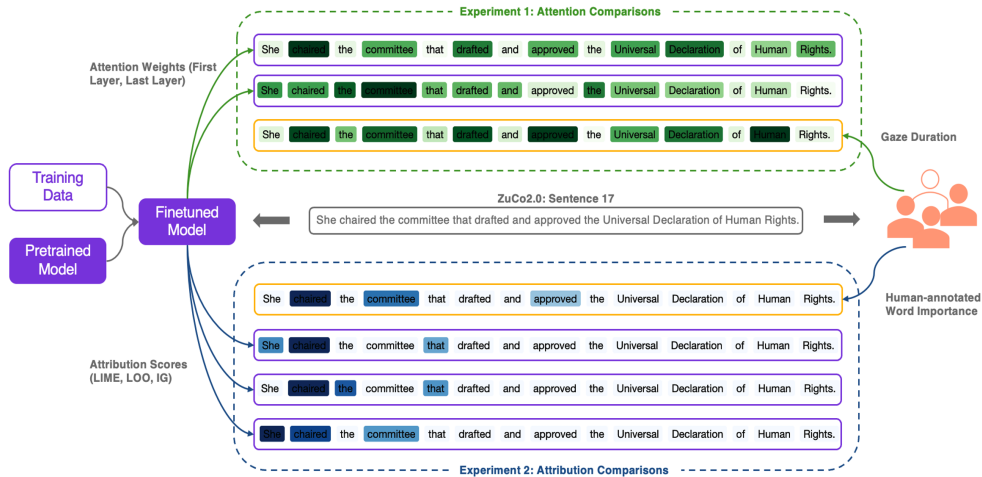 Experiment 1: Attention Comparisons
She chaired the committee that drafted and approved the Universal Declaration of Human Rights.
Attention Weights (First
Layer, Last Layer)
She chaired the committee that drafted and approved the Universal Declaration of Human Rights.
She chaired the committee that drafted and approved the Universal Declaration of Human Rights.
Gaze Duration
Training
Data
Pretrained
Model
Finetuned
Model
ZuCo2.0: Sentence 17
She chaired the committee that drafted and approved the Universal Declaration of Human Rights.
She chaired the committee that drafted and approved the Universal Declaration of Human Rights.
Human-annotated
Word Importance
She chaired the committee that drafted and approved the Universal Declaration of Human Rights.
Attribution Scores
(LIME, LOO, IG)
She chaired the committee that drafted and approved the Universal Declaration of Human Rights.
She chaired the committee that drafted and approved the Universal Declaration of Human Rights.
Experiment 2: Attribution Comparisons